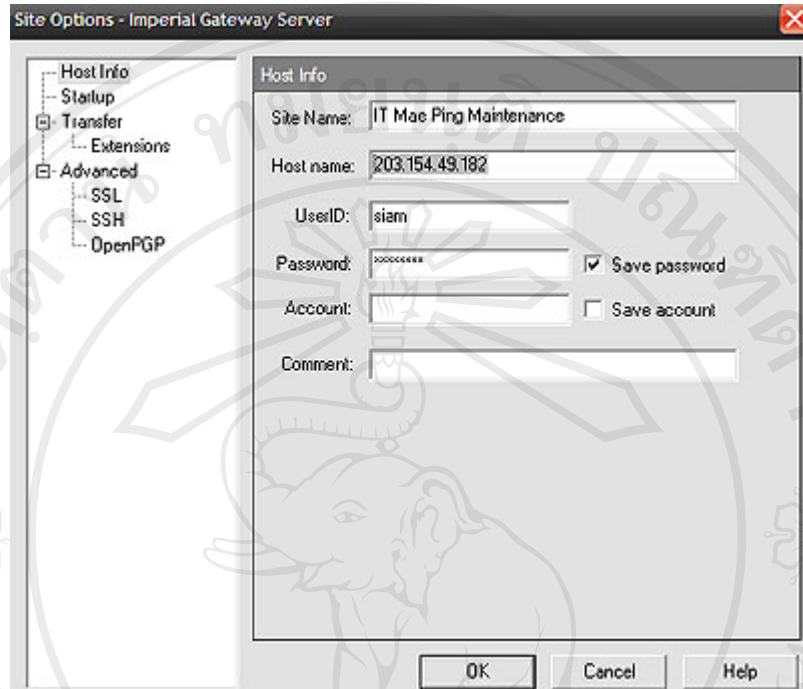 Site Options - Imperial Gateway Server
Host Info
Startup
Transfer
Extensions
Advanced
SSL
SSH
OpenPGP
Host Info
Site Name: IT Mae Ping Maintenance
Host name: 203.154.49.182
UserID: siam
Password: xxxxxxxx Save password
Account: Save account
Comment:
OK Cancel Help